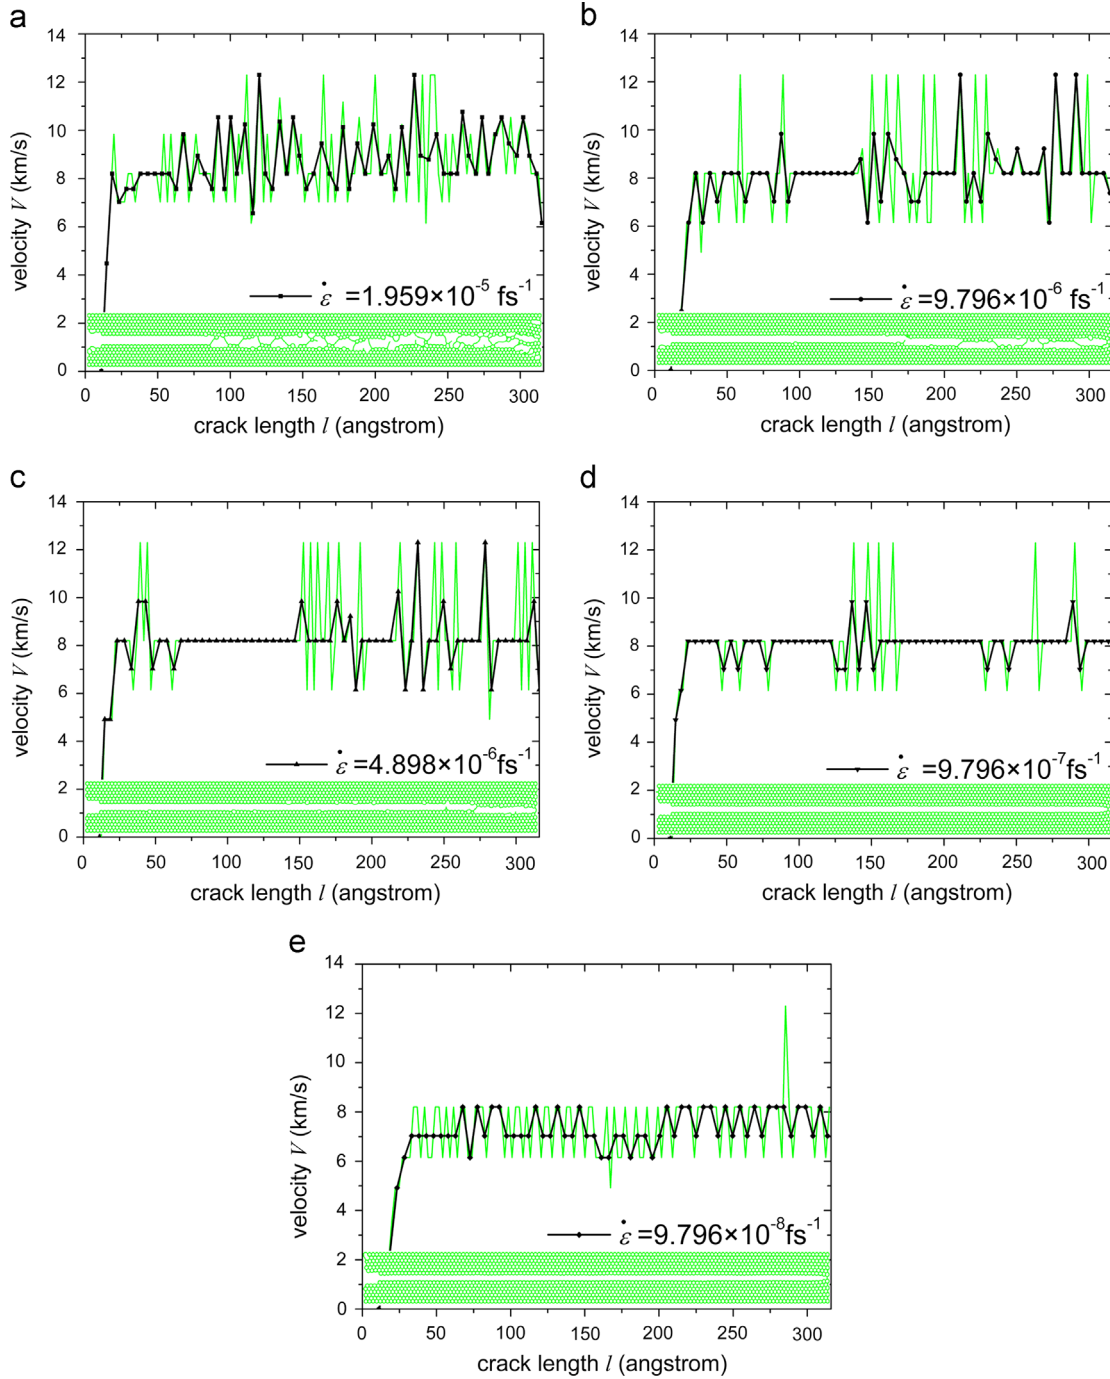 a
14
12
10
8
6
4
2
0
velocity V (km/s)
ε̇ =1.959×10⁻⁵ fs⁻¹
0 50 100 150 200 250 300
crack length l (angstrom)
b
14
12
10
8
6
4
2
0
velocity V (km/s)
ε̇ =9.796×10⁻⁶ fs⁻¹
0 50 100 150 200 250 300
crack length l (angstrom)
c
14
12
10
8
6
4
2
0
velocity V (km/s)
ε̇ =4.898×10⁻⁶fs⁻¹
0 50 100 150 200 250 300
crack length l (angstrom)
d
14
12
10
8
6
4
2
0
velocity V (km/s)
ε̇ =9.796×10⁻⁷fs⁻¹
0 50 100 150 200 250 300
crack length l (angstrom)
e
14
12
10
8
6
4
2
0
velocity V (km/s)
ε̇ =9.796×10⁻⁸fs⁻¹
0 50 100 150 200 250 300
crack length l (angstrom)